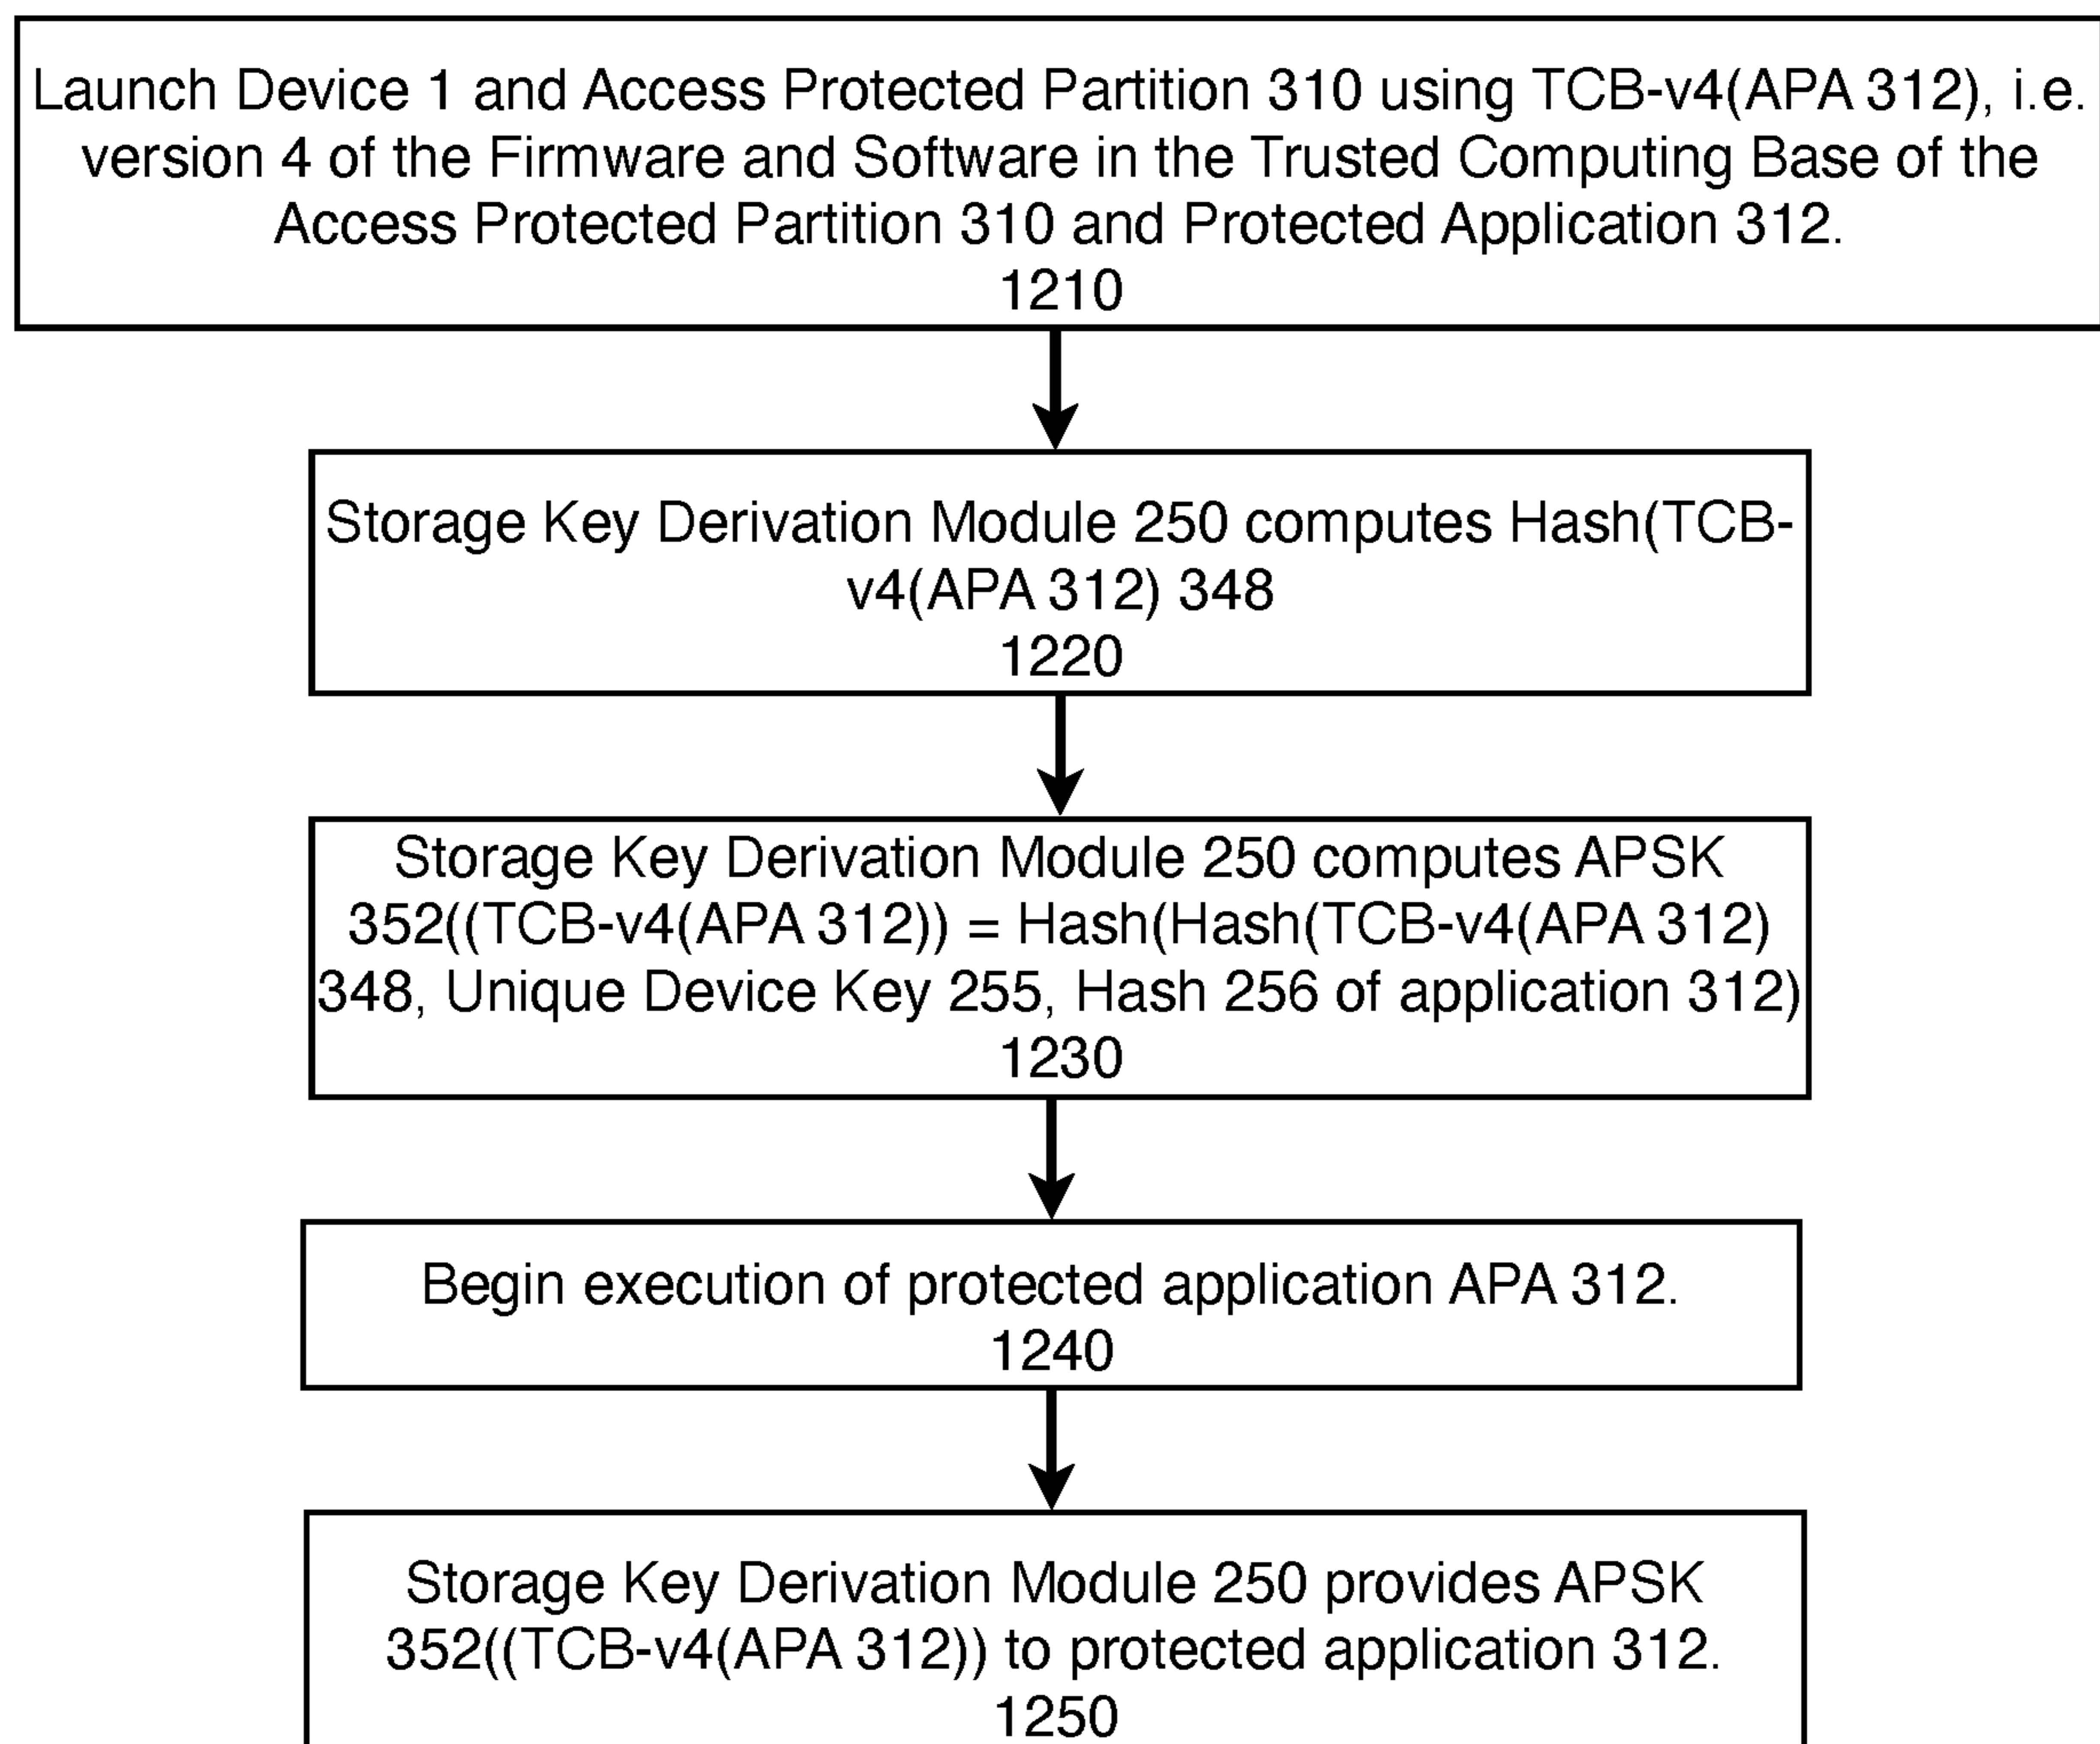 Launch Device 1 and Access Protected Partition 310 using TCB-v4(APA 312), i.e.
version 4 of the Firmware and Software in the Trusted Computing Base of the
Access Protected Partition 310 and Protected Application 312.
1210
Storage Key Derivation Module 250 computes Hash(TCB-
v4(APA 312) 348
1220
Storage Key Derivation Module 250 computes APSK
352((TCB-v4(APA 312)) = Hash(Hash(TCB-v4(APA 312)
348, Unique Device Key 255, Hash 256 of application 312)
1230
Begin execution of protected application APA 312.
1240
Storage Key Derivation Module 250 provides APSK
352((TCB-v4(APA 312)) to protected application 312.
1250